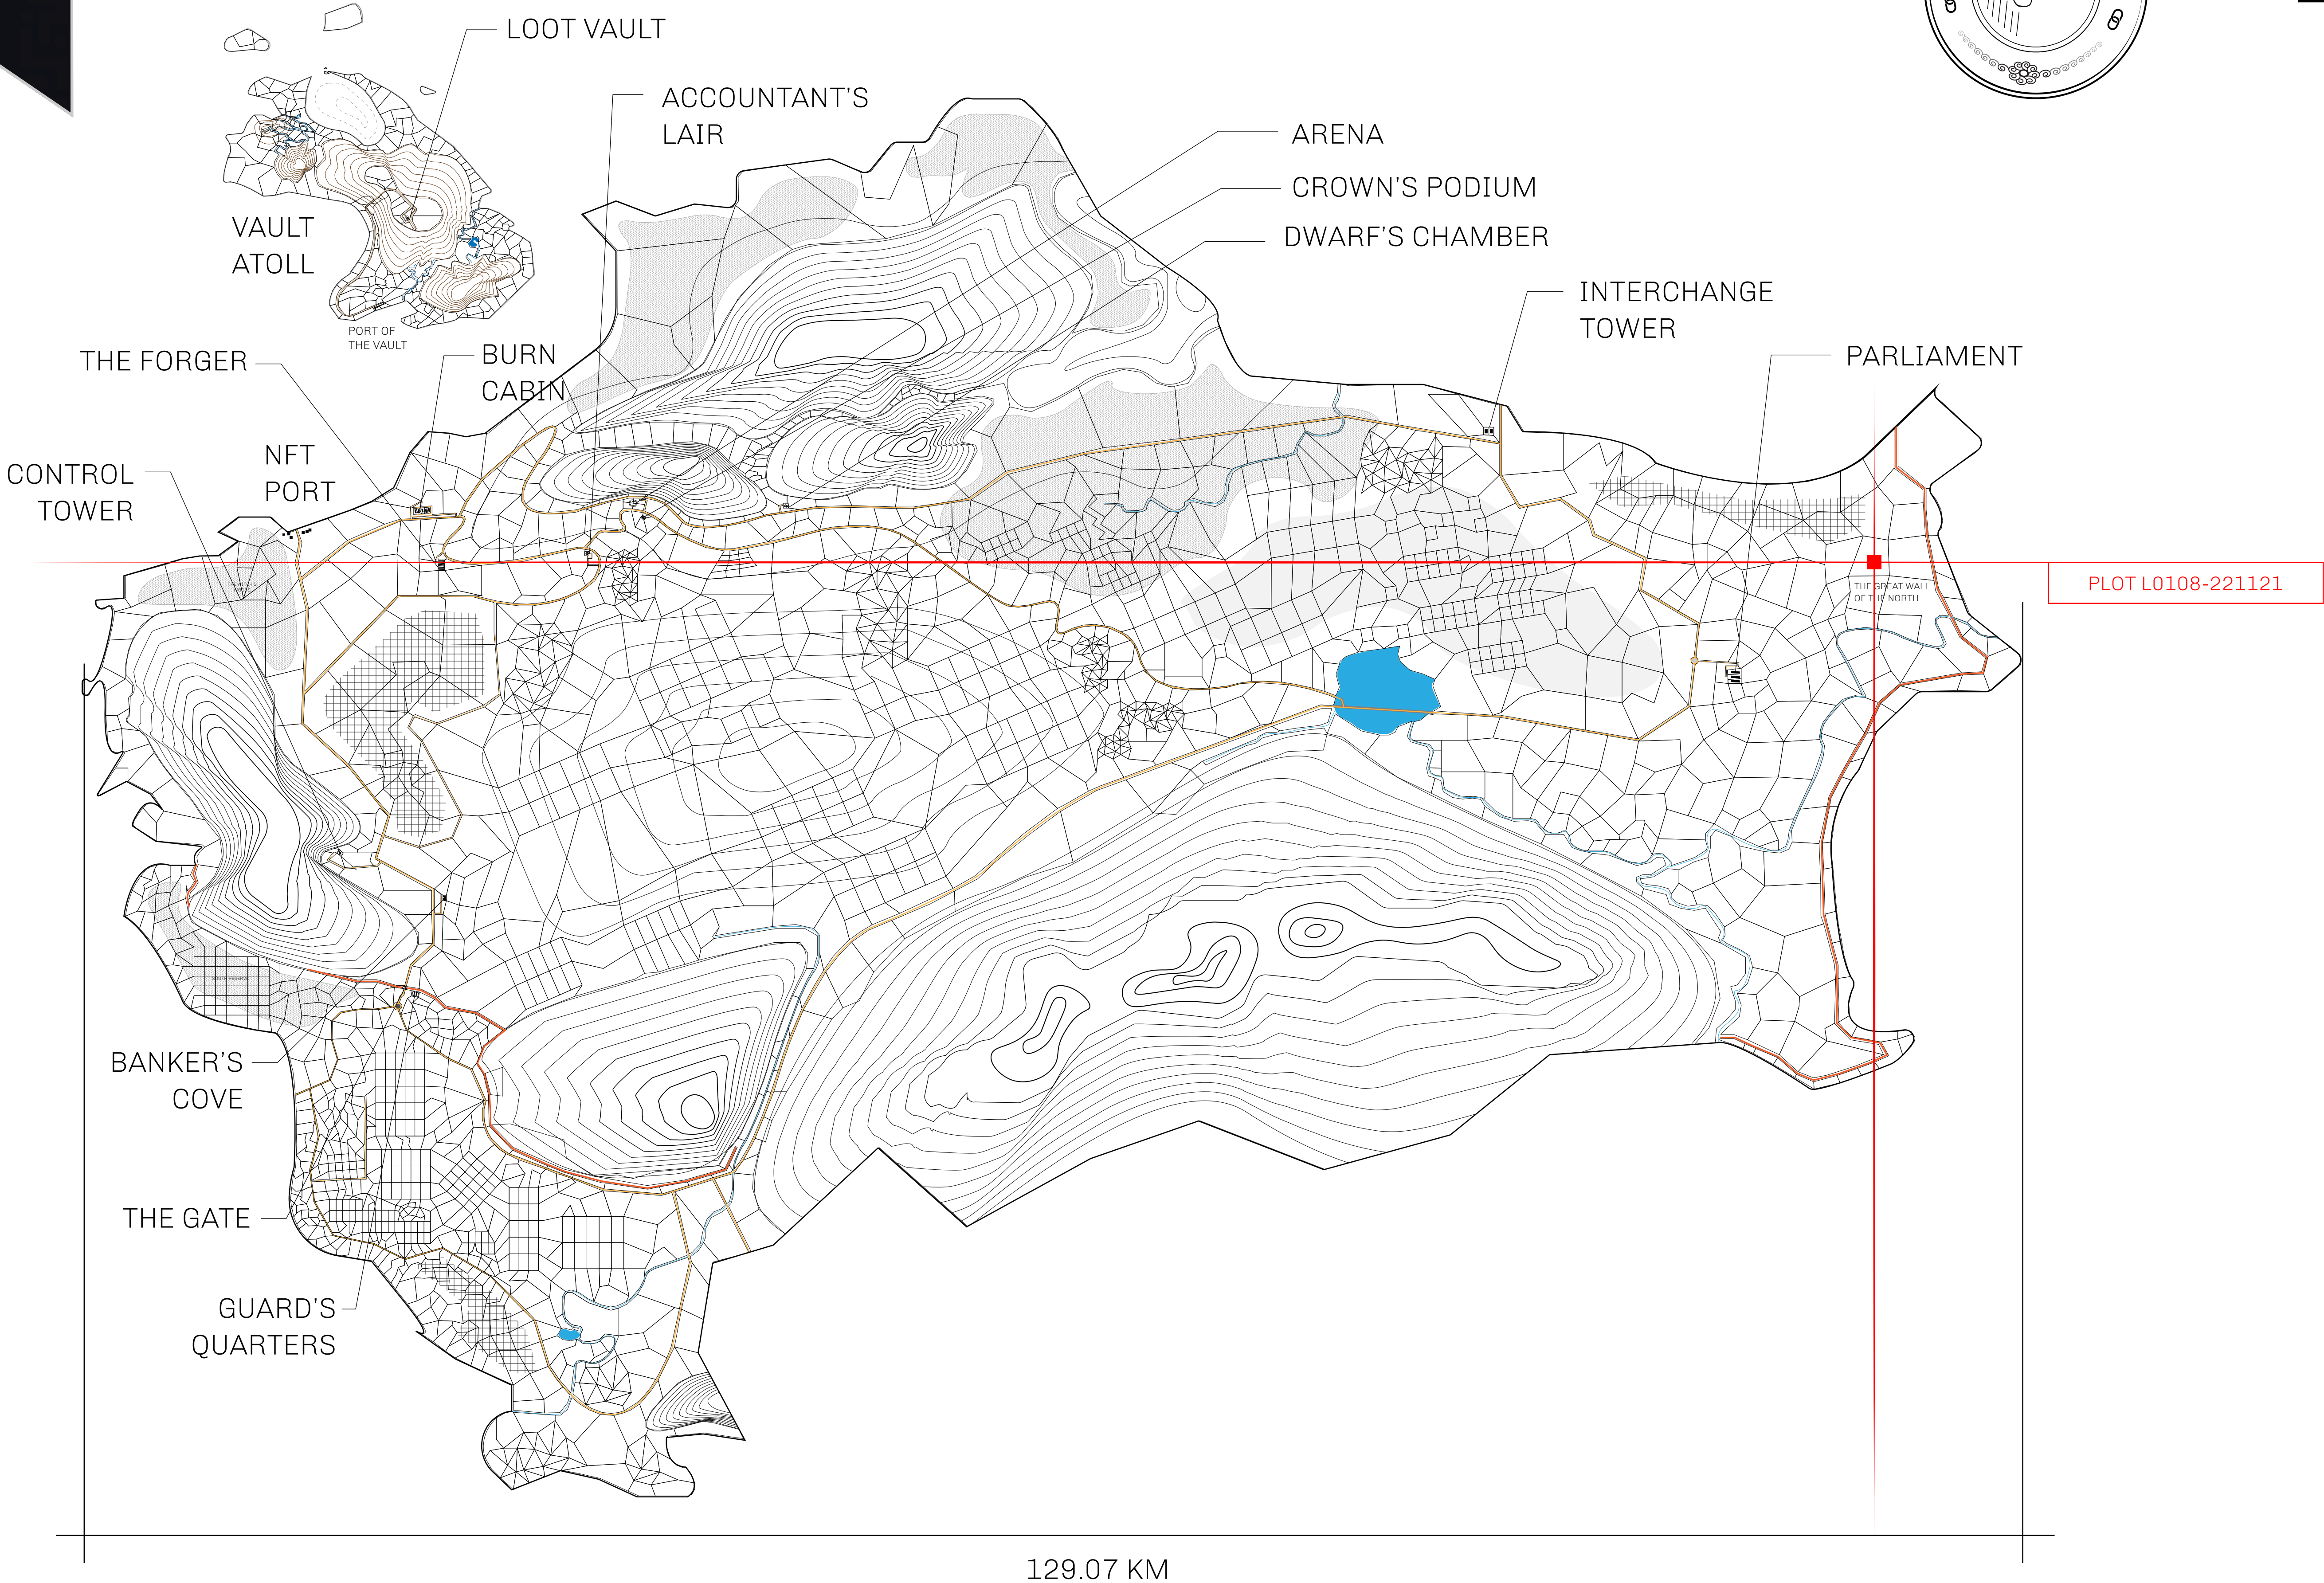 LOOT VAULT
ACCOUNTANT'S
LAIR
ARENA
CROWN'S PODIUM
DWARF'S CHAMBER
VAULT
ATOLL
INTERCHANGE
TOWER
PORT OF
THE VAULT
THE FORGER
BURN
CABIN
PARLIAMENT
NFT
PORT
CONTROL
TOWER
PLOT L0108-221121
THE GREAT WALL
OF THE NORTH
SOUTH RESERVE
BANKER'S
COVE
THE GATE
GUARD'S
QUARTERS
129.07 KM